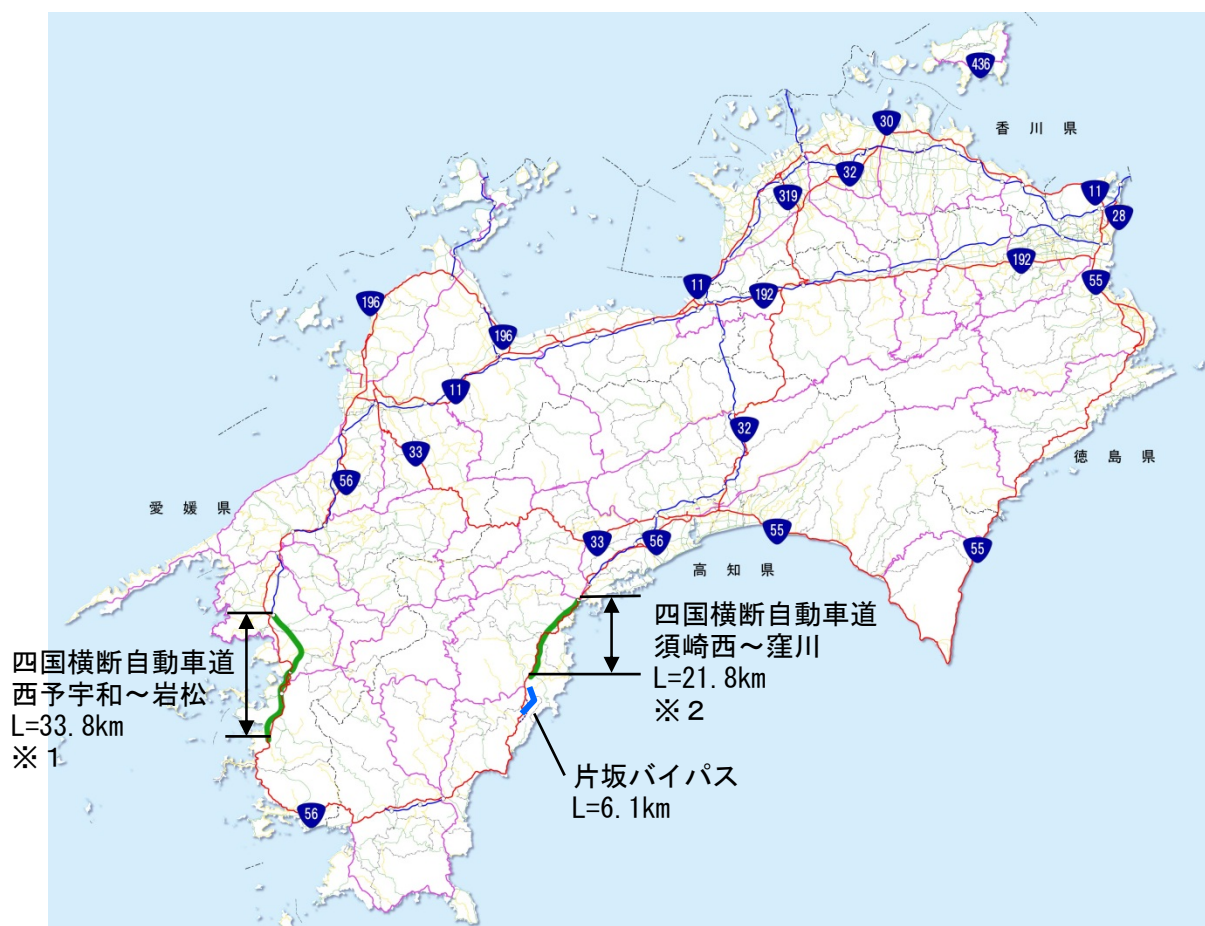 436
30
香川県
32
319
11
28
192
11
192
55
196
196
11
32
33
56
徳島県
愛媛県
33
56
55
55
高知県
四国横断自動車道
西予宇和～岩松
L=33.8km
※１
四国横断自動車道
須崎西～窪川
L=21.8km
※２
片坂バイパス
L=6.1km
56